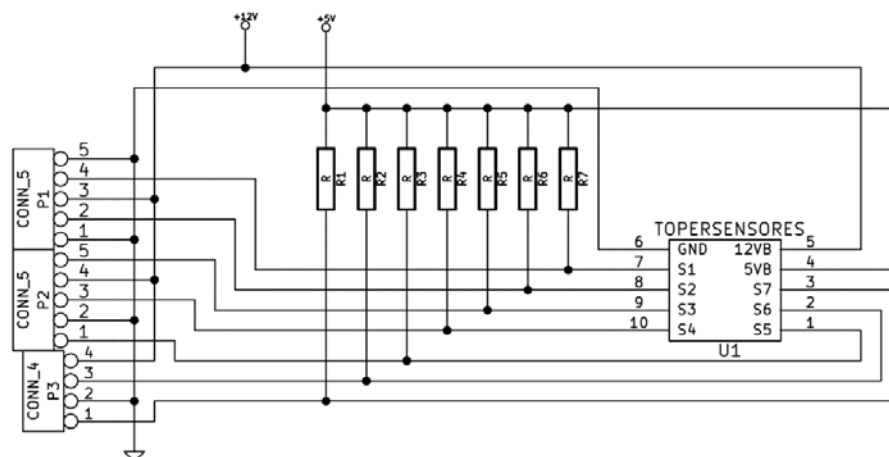 +12V
+5V
CONN_5
P1
5
4
3
2
1
CONN_5
P2
5
4
3
2
1
CONN_4
P3
4
3
2
1
R R1
R R2
R R3
R R4
R R5
R R6
R R7
TOPERSENSORES
6 GND 12VB 5
7 S1 5VB 4
8 S2 S7 3
9 S3 S6 2
10 S4 S5 1
U1